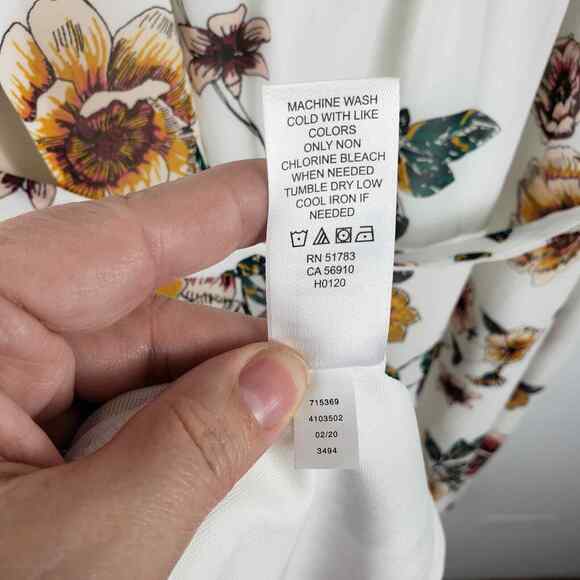 MACHINE WASH
COLD WITH LIKE
COLORS
ONLY NON
CHLORINE BLEACH
WHEN NEEDED
TUMBLE DRY LOW
COOL IRON IF
NEEDED
RN 51783
CA 56910
H0120
715369
4103502
02/20
3494